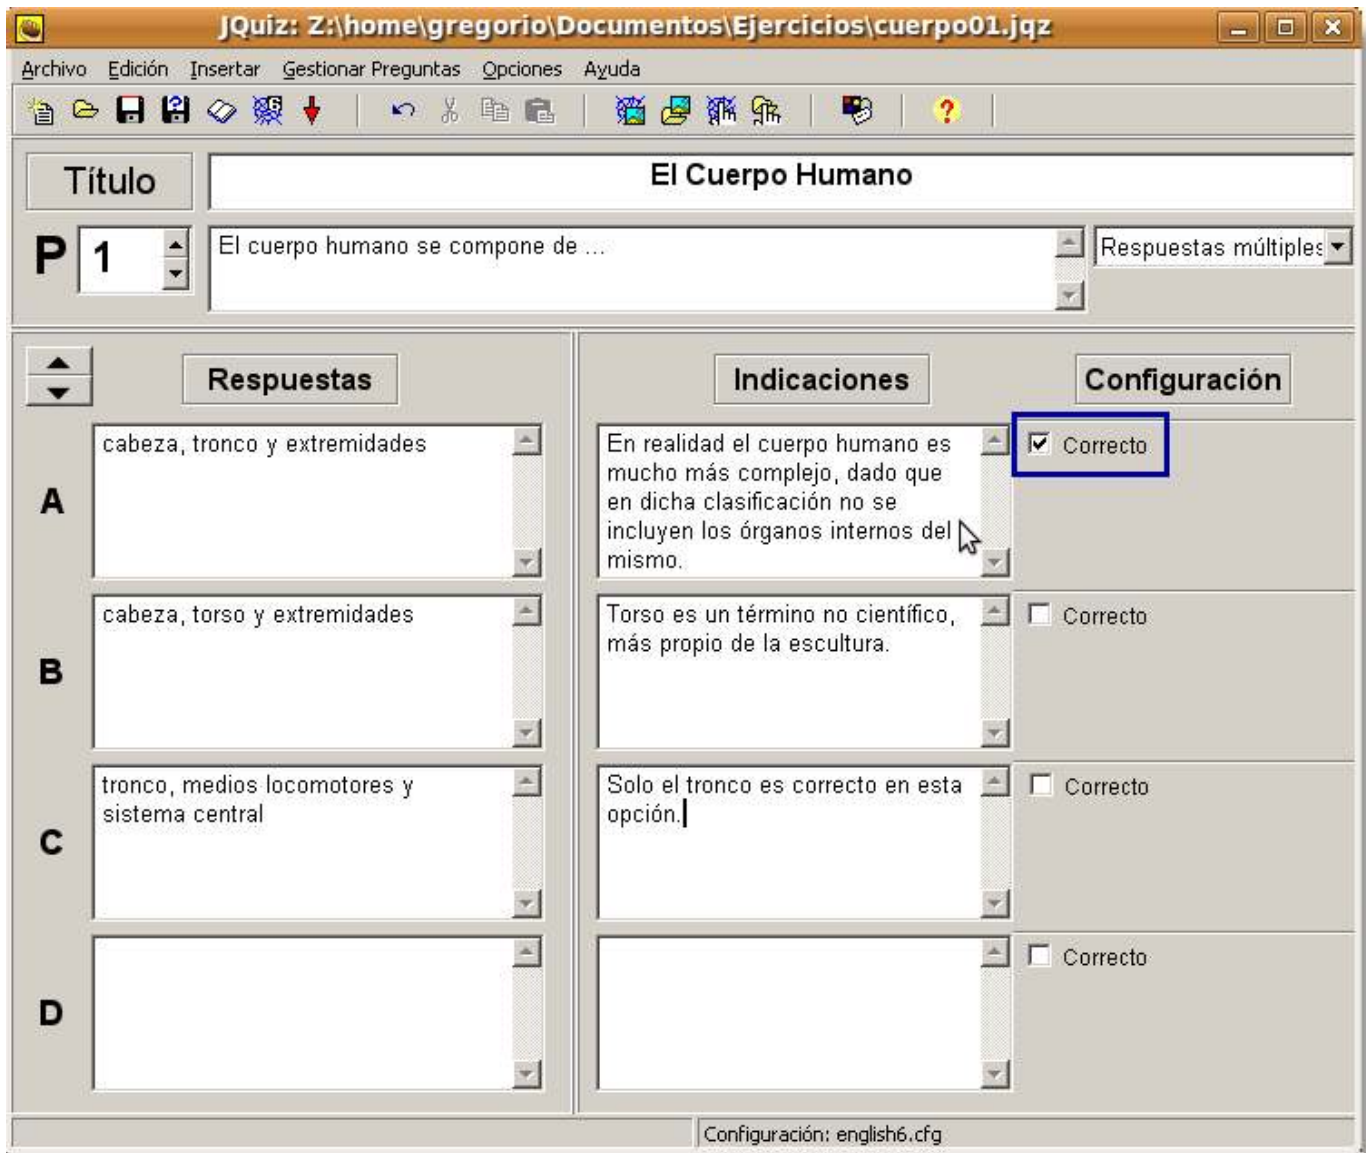 JQuiz: Z:\home\gregorio\Documentos\Ejercicios\cuerpo01.jqz
Archivo Edición Insertar Gestionar Preguntas Opciones Ayuda
Título
El Cuerpo Humano
P 1
El cuerpo humano se compone de ...
Respuestas múltiples
Respuestas
Indicaciones
Configuración
A
cabeza, tronco y extremidades
En realidad el cuerpo humano es
mucho más complejo, dado que
en dicha clasificación no se
incluyen los órganos internos del
mismo.
Correcto
B
cabeza, torso y extremidades
Torso es un término no científico,
más propio de la escultura.
Correcto
C
tronco, medios locomotores y
sistema central
Solo el tronco es correcto en esta
opción.
Correcto
D
Correcto
Configuración: english6.cfg